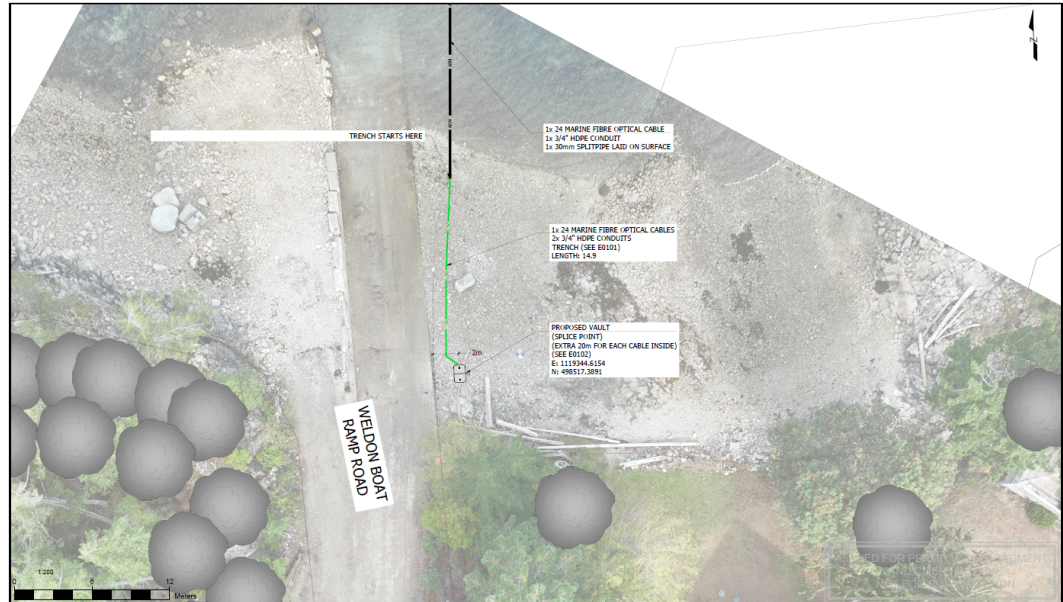 N
TRENCH STARTS HERE
1x 24 MARINE FIBRE OPTICAL CABLE
1x 3/4" HDPE CONDUIT
1x 30mm SPLITPIPE LAID ON SURFACE
1x 24 MARINE FIBRE OPTICAL CABLES
2x 3/4" HDPE CONDUITS
TRENCH (SEE E0101)
LENGTH: 14.9
PROPOSED VAULT
(SPLICE POINT)
(EXTRA 20m FOR EACH CABLE INSIDE)
(SEE E0102)
E: 1119344.6154
N: 498517.3891
2m
WELDON BOAT
RAMP ROAD
1:200
0 6 12
Meters